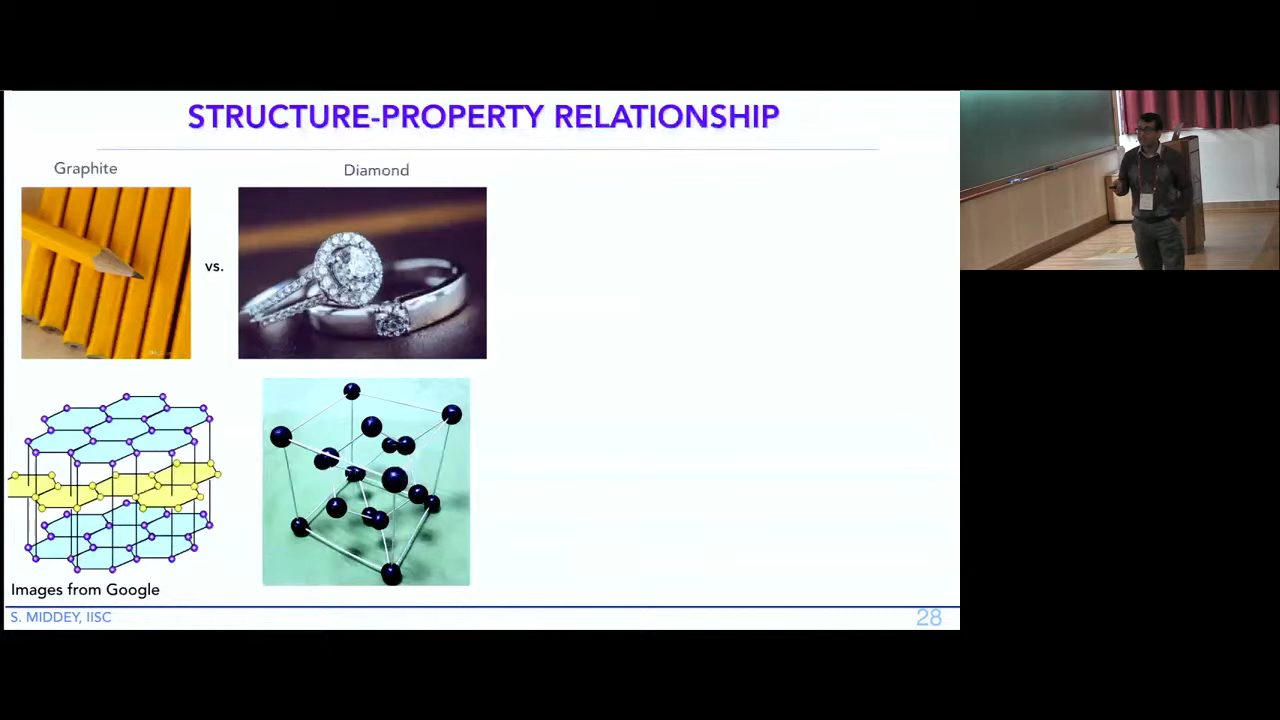 STRUCTURE-PROPERTY RELATIONSHIP
Graphite
Diamond
vs.
Images from Google
S. MIDDEY, IISC
28